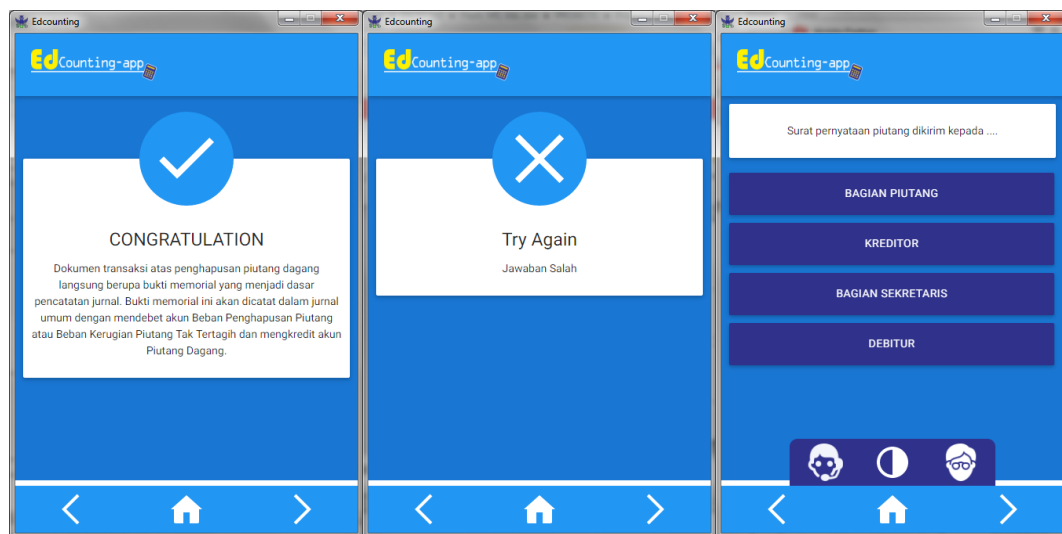 Edcounting
EdCounting-app
CONGRATULATION
Dokumen transaksi atas penghapusan piutang dagang
langsung berupa bukti memorial yang menjadi dasar
pencatatan jurnal. Bukti memorial ini akan dicatat dalam jurnal
umum dengan mendebet akun Beban Penghapusan Piutang
atau Beban Kerugian Piutang Tak Tertagih dan mengkredit akun
Piutang Dagang.
Edcounting
EdCounting-app
Try Again
Jawaban Salah
Edcounting
EdCounting-app
Surat pernyataan piutang dikirim kepada ....
BAGIAN PIUTANG
KREDITOR
BAGIAN SEKRETARIS
DEBITUR